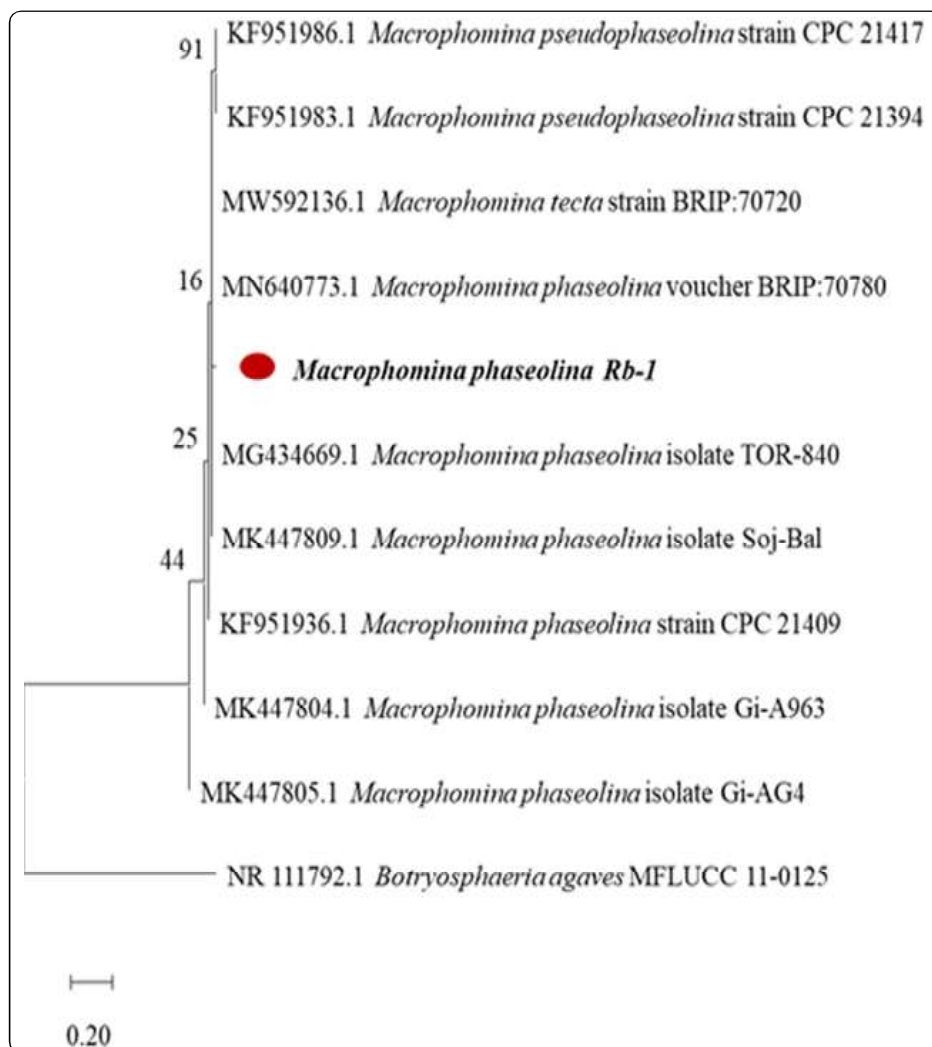 KF951986.1 Macrophomina pseudophaseolina strain CPC 21417
91
KF951983.1 Macrophomina pseudophaseolina strain CPC 21394
MW592136.1 Macrophomina tecta strain BRIP:70720
16
MN640773.1 Macrophomina phaseolina voucher BRIP:70780
Macrophomina phaseolina Rb-1
25
MG434669.1 Macrophomina phaseolina isolate TOR-840
MK447809.1 Macrophomina phaseolina isolate Soj-Bal
44
KF951936.1 Macrophomina phaseolina strain CPC 21409
MK447804.1 Macrophomina phaseolina isolate Gi-A963
MK447805.1 Macrophomina phaseolina isolate Gi-AG4
NR 111792.1 Botryosphaeria agaves MFLUCC 11-0125
0.20